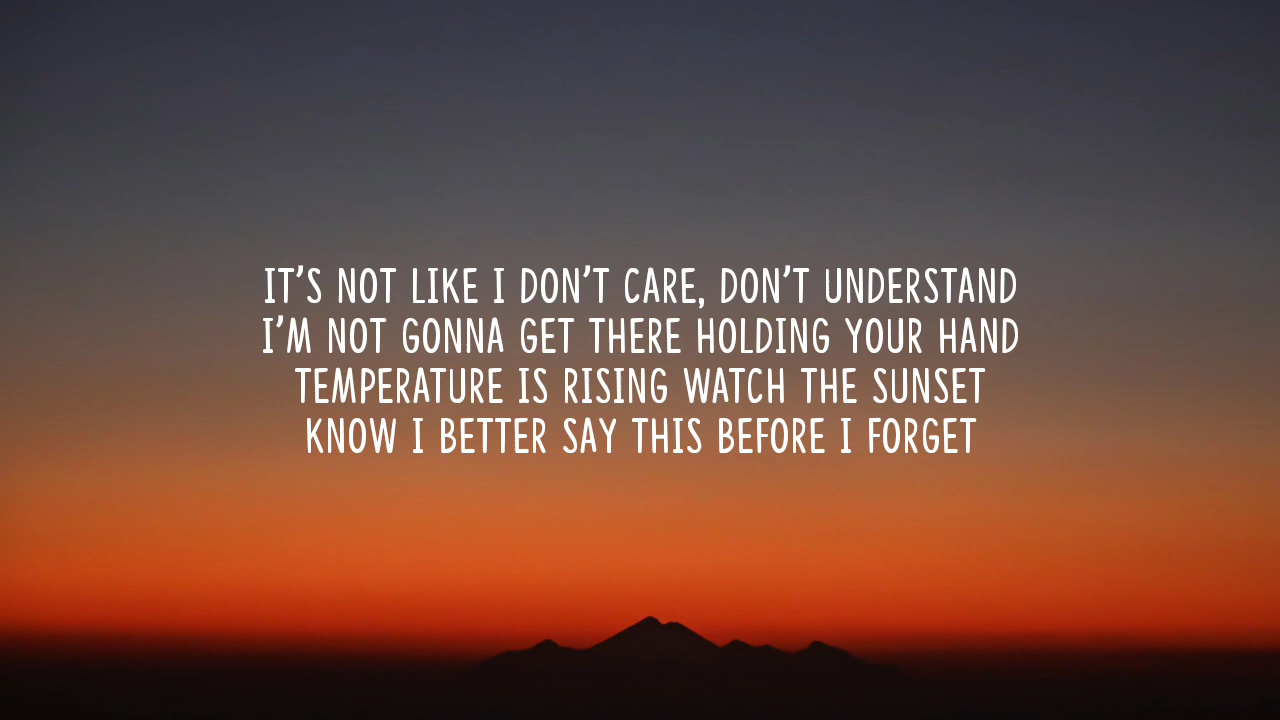 IT'S NOT LIKE I DON'T CARE, DON'T UNDERSTAND
I'M NOT GONNA GET THERE HOLDING YOUR HAND
TEMPERATURE IS RISING WATCH THE SUNSET
KNOW I BETTER SAY THIS BEFORE I FORGET